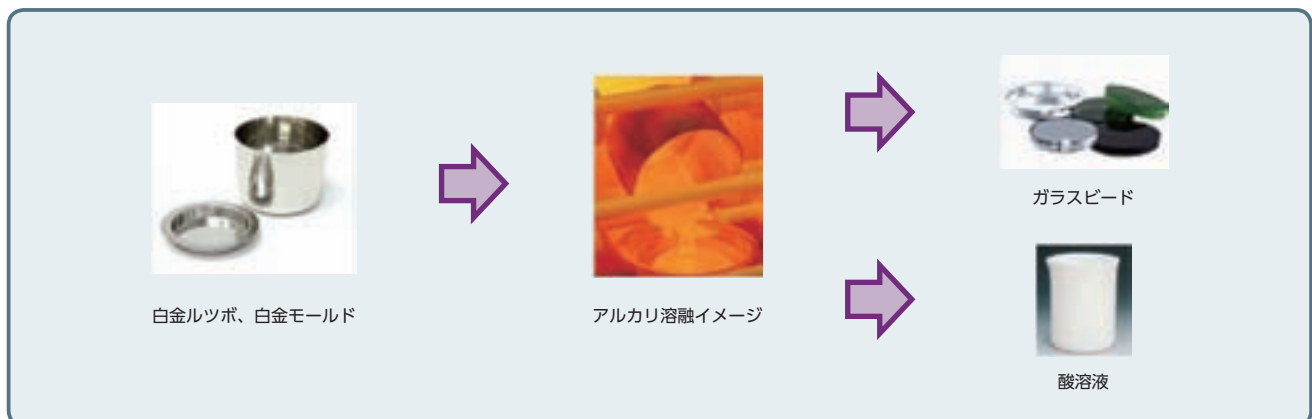 白金ルツボ、白金モールド
アルカリ溶融イメージ
ガラスビード
酸溶液